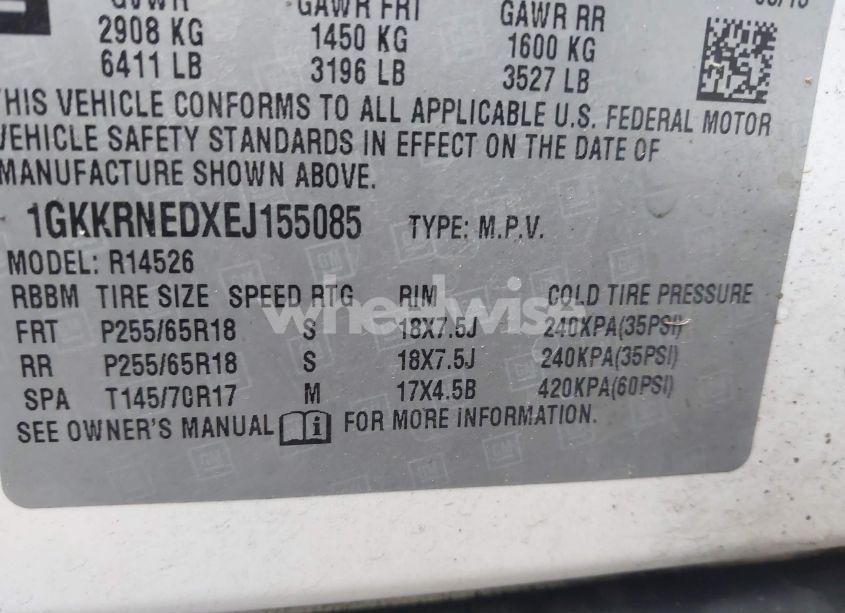 GVWR GAWR FRT GAWR RR
2908 KG 1450 KG 1600 KG
6411 LB 3196 LB 3527 LB
THIS VEHICLE CONFORMS TO ALL APPLICABLE U.S. FEDERAL MOTOR
VEHICLE SAFETY STANDARDS IN EFFECT ON THE DATE OF
MANUFACTURE SHOWN ABOVE.
1GKKRNEDXEJ155085 TYPE: M.P.V.
MODEL: R14526
RBBM TIRE SIZE SPEED RTG RIM COLD TIRE PRESSURE
wheelwise
FRT P255/65R18 S 18X7.5J 240KPA(35PSI)
RR P255/65R18 S 18X7.5J 240KPA(35PSI)
SPA T145/70R17 M 17X4.5B 420KPA(60PSI)
SEE OWNER'S MANUAL i FOR MORE INFORMATION.